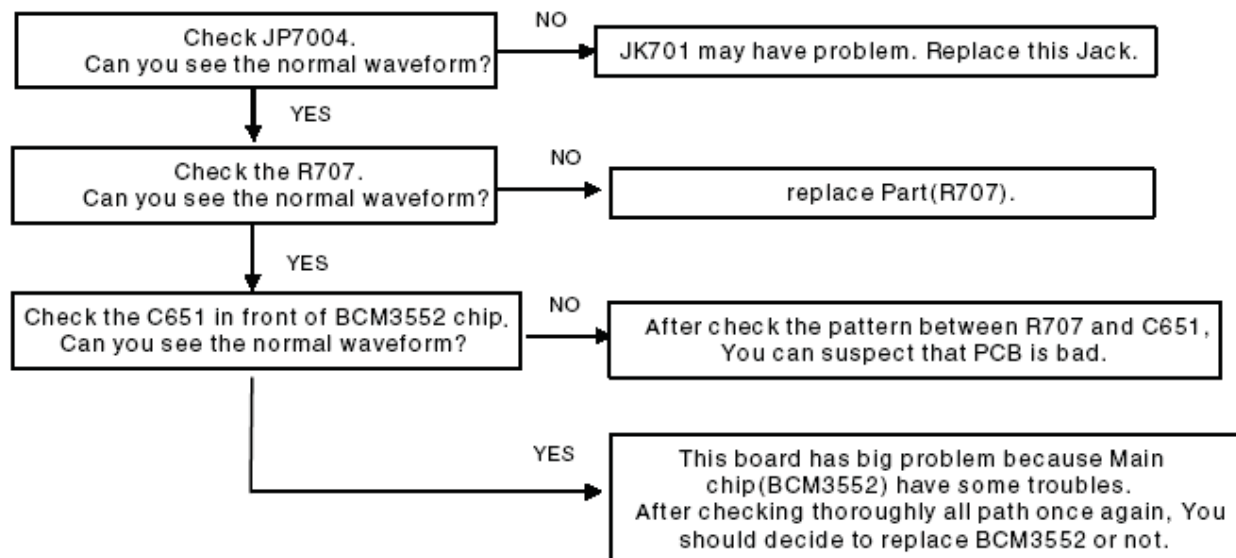 Check JP7004.
Can you see the normal waveform?
NO
JK701 may have problem. Replace this Jack.
YES
Check the R707.
Can you see the normal waveform?
NO
replace Part(R707).
YES
Check the C651 in front of BCM3552 chip.
Can you see the normal waveform?
NO
After check the pattern between R707 and C651,
You can suspect that PCB is bad.
YES
This board has big problem because Main
chip(BCM3552) have some troubles.
After checking thoroughly all path once again, You
should decide to replace BCM3552 or not.